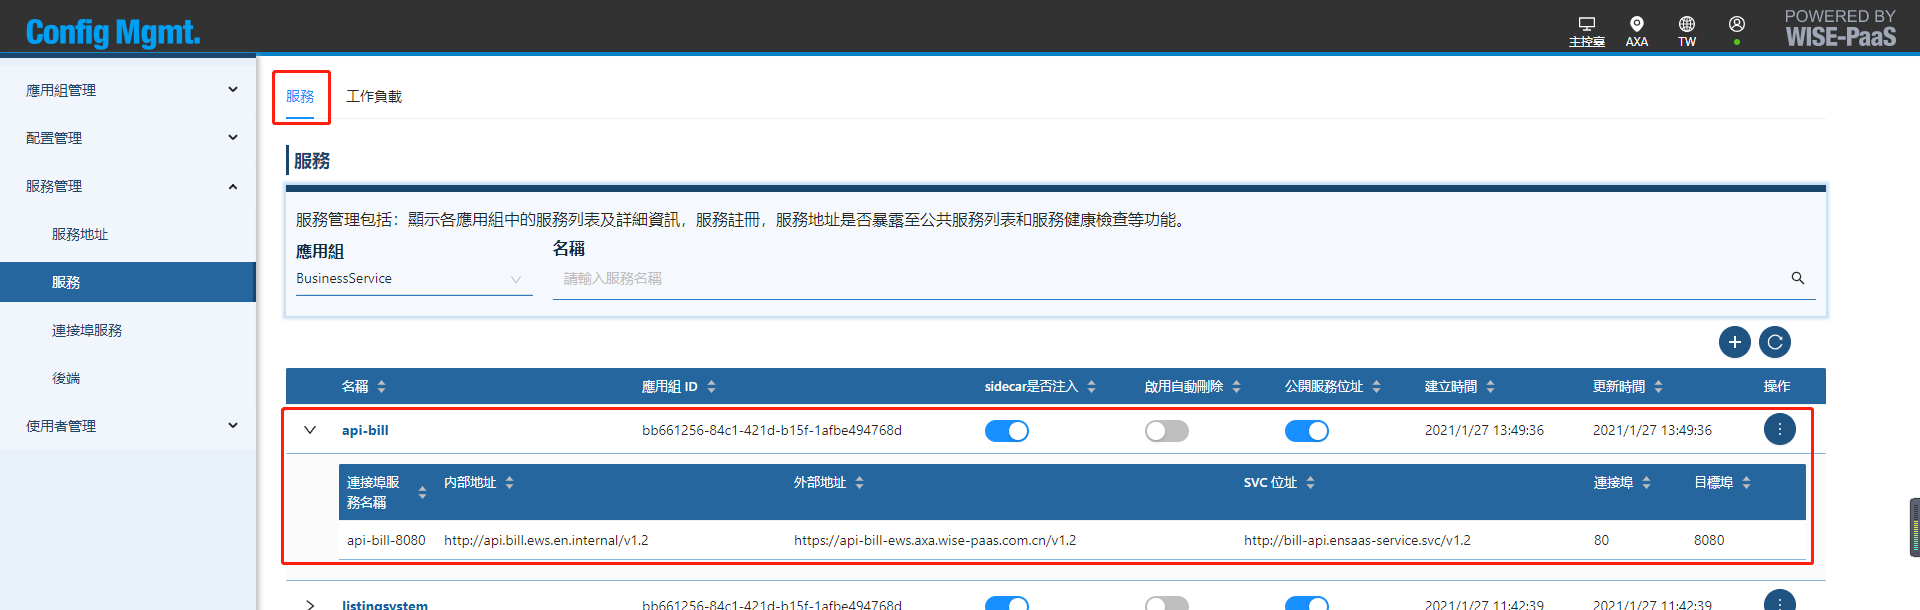 Config Mgmt.
主控臺
AXA
TW
POWERED BY
WISE-PaaS
應用組管理
配置管理
服務管理
服務地址
服務
連接埠服務
後端
使用者管理
服務
工作負載
服務
服務管理包括：顯示各應用組中的服務列表及詳細資訊，服務註冊，服務地址是否暴露至公共服務列表和服務健康檢查等功能。
應用組
名稱
BusinessService
請輸入服務名稱
名稱 應用組 ID sidecar是否注入 啟用自動刪除 公開服務位址 建立時間 更新時間 操作
api-bill bb661256-84c1-421d-b15f-1afbe494768d 2021/1/27 13:49:36 2021/1/27 13:49:36
連接埠服
務名稱
內部地址 外部地址 SVC 位址 連接埠 目標埠
api-bill-8080 http://api.bill.ews.en.internal/v1.2 https://api-bill-ews.axa.wise-paas.com.cn/v1.2 http://bill-api.ensaas-service.svc/v1.2 80 8080
listingsystem bb661256-84c1-421d-b15f-1afbe494768d 2021/1/27 11:42:39 2021/1/27 11:42:39